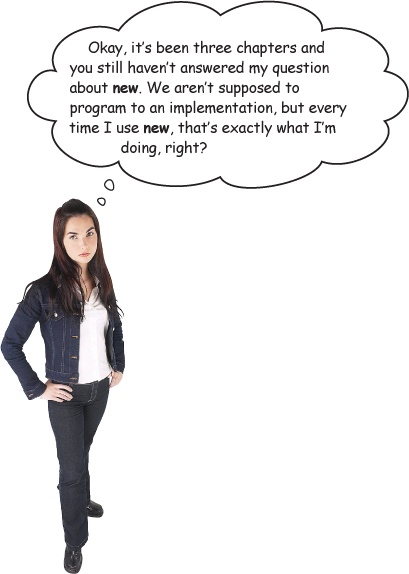 Okay, it's been three chapters and
you still haven't answered my question
about new. We aren't supposed to
program to an implementation, but every
time I use new, that's exactly what I'm
doing, right?